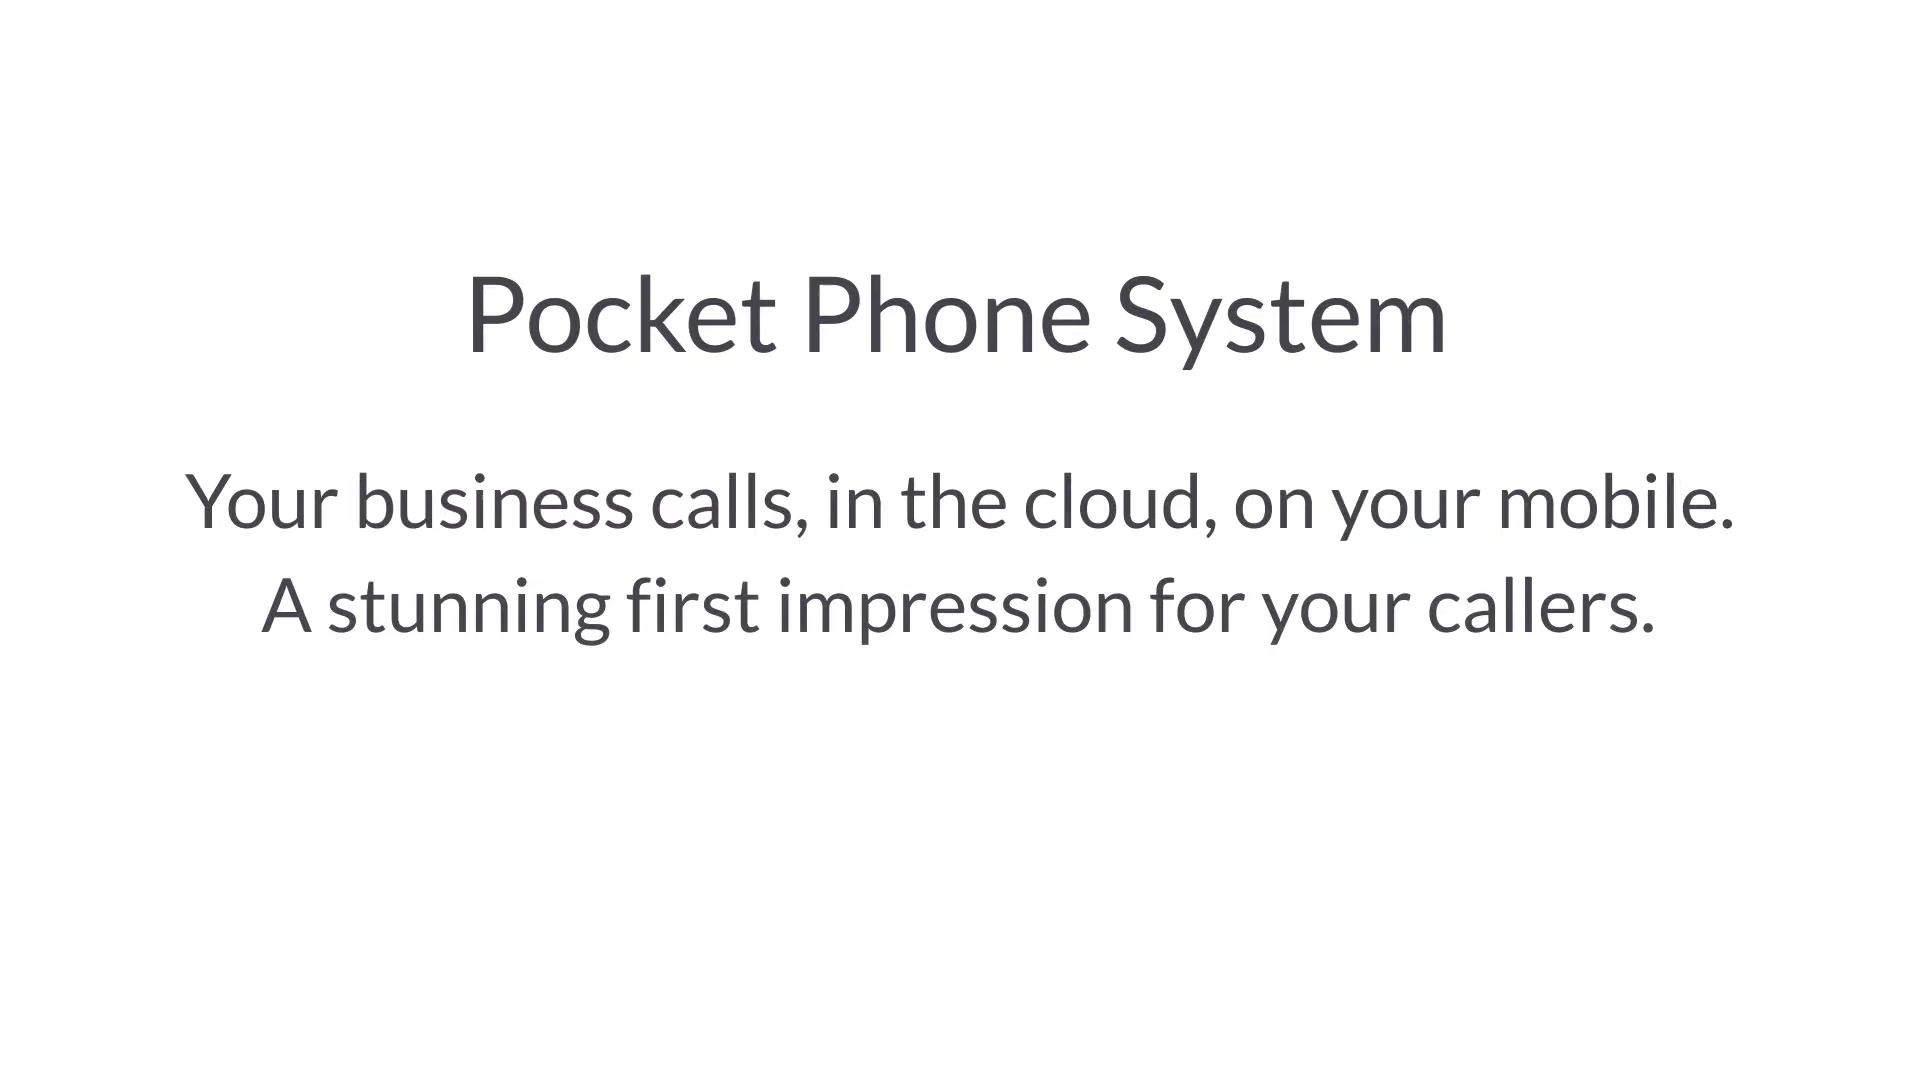 Pocket Phone System
Your business calls, in the cloud, on your mobile.
A stunning first impression for your callers.